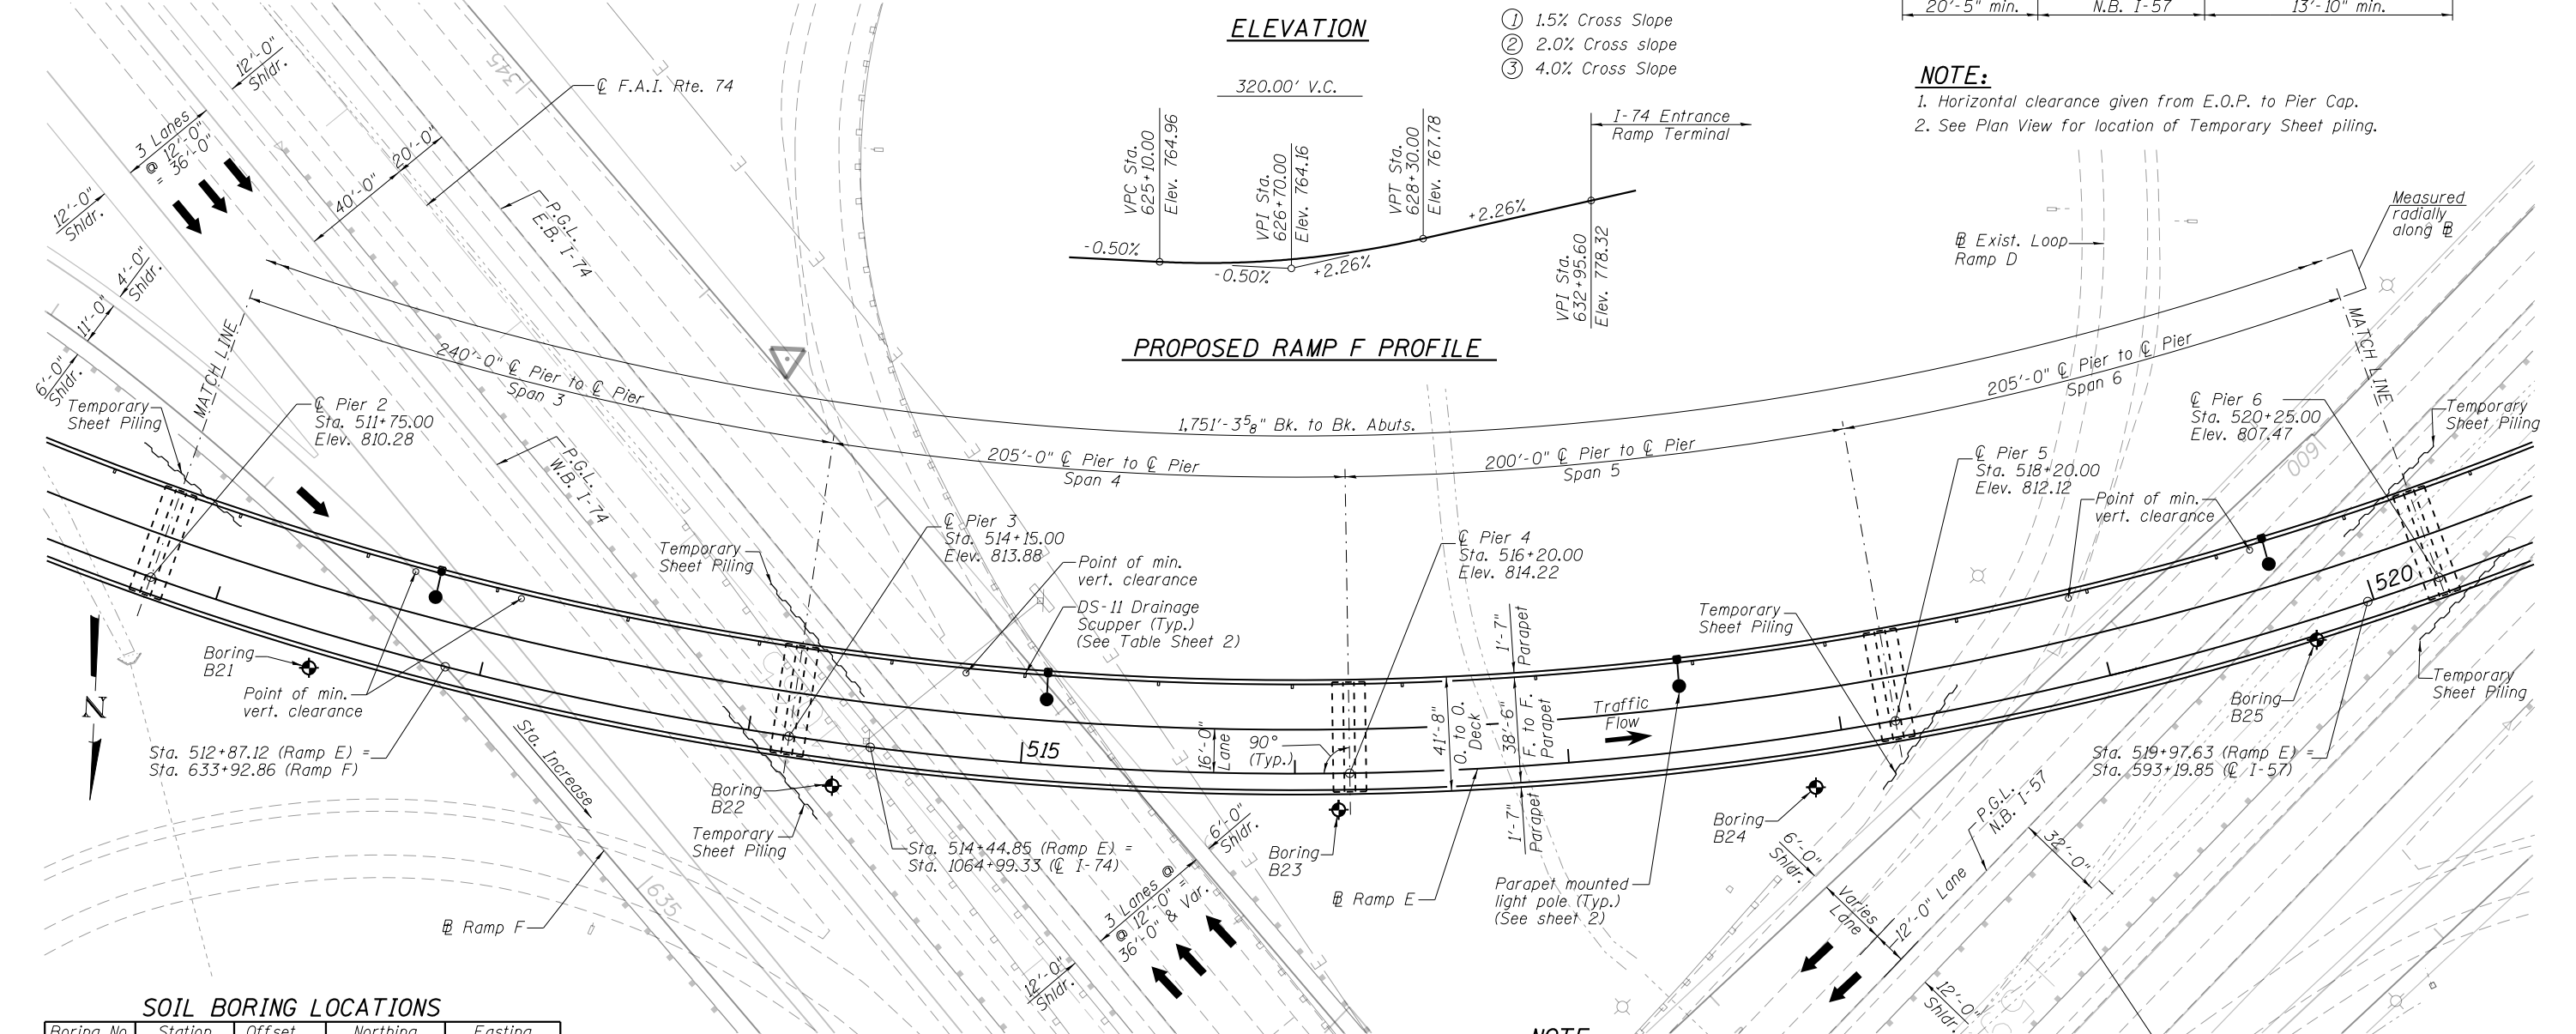 20'-5" min.
N.B. I-57
13'-10" min.
ELEVATION
1 1.5% Cross Slope
2 2.0% Cross slope
3 4.0% Cross Slope
NOTE:
1. Horizontal clearance given from E.O.P. to Pier Cap.
2. See Plan View for location of Temporary Sheet piling.
320.00' V.C.
VPC Sta.
625+10.00
Elev. 764.96
VPI Sta.
626+70.00
Elev. 764.16
VPT Sta.
628+30.00
Elev. 767.78
I-74 Entrance
Ramp Terminal
-0.50%
-0.50%
+2.26%
+2.26%
VPI Sta.
632+95.60
Elev. 778.32
PROPOSED RAMP F PROFILE
12'-0"
Shldr.
345
℄ F.A.I. Rte. 74
3 Lanes
@ 12'-0"
= 36'-0"
20'-0"
40'-0"
12'-0"
Shldr.
4'-0"
Shldr.
11'-0"
6'-0"
Shldr.
P.G.L.
E.B. I-74
P.G.L.
W.B. I-74
MATCH LINE
Temporary
Sheet Piling
℄ Pier 2
Sta. 511+75.00
Elev. 810.28
240'-0" ℄ Pier to ℄ Pier
Span 3
1,751'-3⅝" Bk. to Bk. Abuts.
205'-0" ℄ Pier to ℄ Pier
Span 4
200'-0" ℄ Pier to ℄ Pier
Span 5
205'-0" ℄ Pier to ℄ Pier
Span 6
℄ Exist. Loop
Ramp D
Measured
radially
along ℄
MATCH LINE
℄ Pier 6
Sta. 520+25.00
Elev. 807.47
Temporary
Sheet Piling
1600
℄ Pier 5
Sta. 518+20.00
Elev. 812.12
Point of min.
vert. clearance
℄ Pier 3
Sta. 514+15.00
Elev. 813.88
Temporary
Sheet Piling
Point of min.
vert. clearance
DS-11 Drainage
Scupper (Typ.)
(See Table Sheet 2)
℄ Pier 4
Sta. 516+20.00
Elev. 814.22
Temporary
Sheet Piling
520
N
Boring
B21
Point of min.
vert. clearance
Sta. 512+87.12 (Ramp E) =
Sta. 633+92.86 (Ramp F)
Sta. Increase
Boring
B22
Temporary
Sheet Piling
515
16'-0"
Lane
90°
(Typ.)
41'-8"
O. to O.
Deck
1'-7"
Parapet
38'-6"
F. to F.
Parapet
1'-7"
Parapet
Traffic
Flow
Boring
B25
Temporary
Sheet Piling
Sta. 519+97.63 (Ramp E) =
Sta. 593+19.85 (℄ I-57)
Sta. 514+44.85 (Ramp E) =
Sta. 1064+99.33 (℄ I-74)
6'-0"
Shldr.
3 Lanes @
@ 12'-0" =
36'-0" & Var.
12'-0"
Shldr.
Boring
B23
℄ Ramp E
Parapet mounted
light pole (Typ.)
(See sheet 2)
Boring
B24
6'-0"
Shldr.
Varies
Lane
12'-0" Lane
P.G.L.
N.B. I-57
32'-0"
12'-0"
Shldr.
635
℄ Ramp F
SOIL BORING LOCATIONS
Boring No.
Station
Offset
Northing
Easting
NOTE